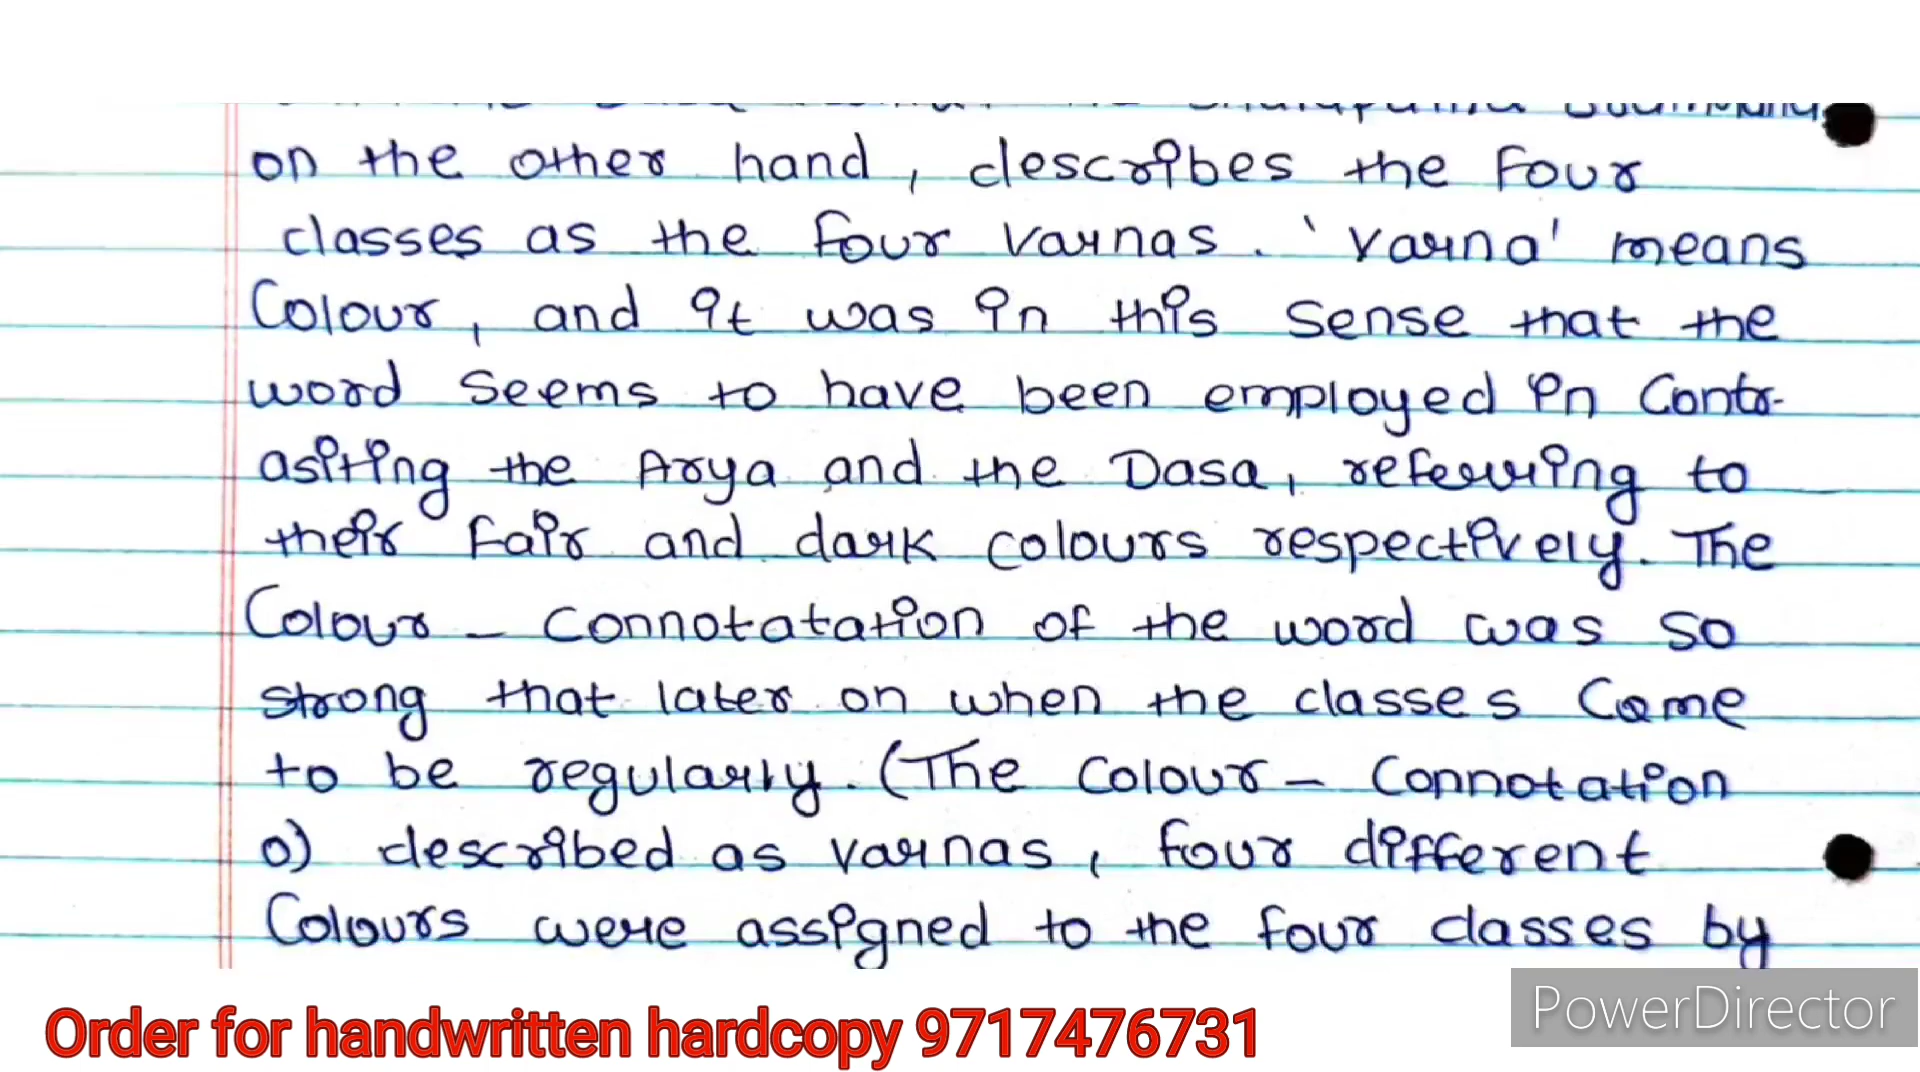 on the other hand, describes the four
classes as the four varnas. 'Varna' means
Colour, and it was in this sense that the
word seems to have been employed in Contr-
asiting the Arya and the Dasa, referring to
their fair and dark colours respectively. The
Colour - connotatation of the word was so
strong that later on when the classes Came
to be regularly. (The Colour - Connotation
o) described as varnas, four different
Colours were assigned to the four classes by
Order for handwritten hardcopy 9717476731
PowerDirector